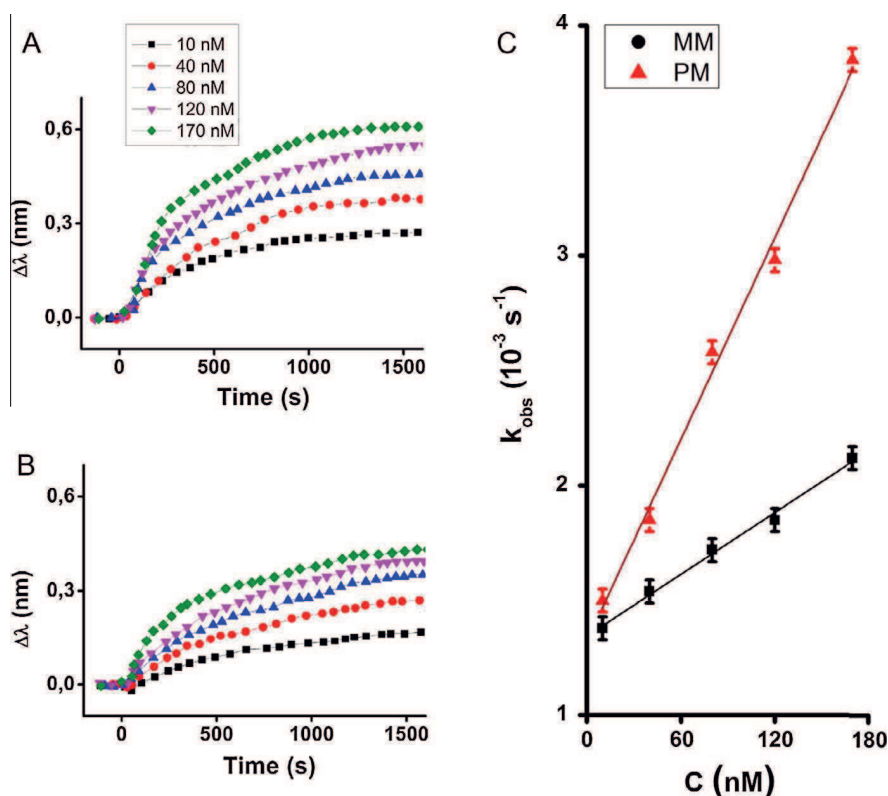 A
10 nM
40 nM
80 nM
120 nM
170 nM
0,6
0,3
0,0
Δλ (nm)
0 500 1000 1500
Time (s)
B
0,6
0,3
0,0
Δλ (nm)
0 500 1000 1500
Time (s)
C
MM
PM
4
3
2
1
k_obs (10⁻³ s⁻¹)
0 60 120 180
C (nM)